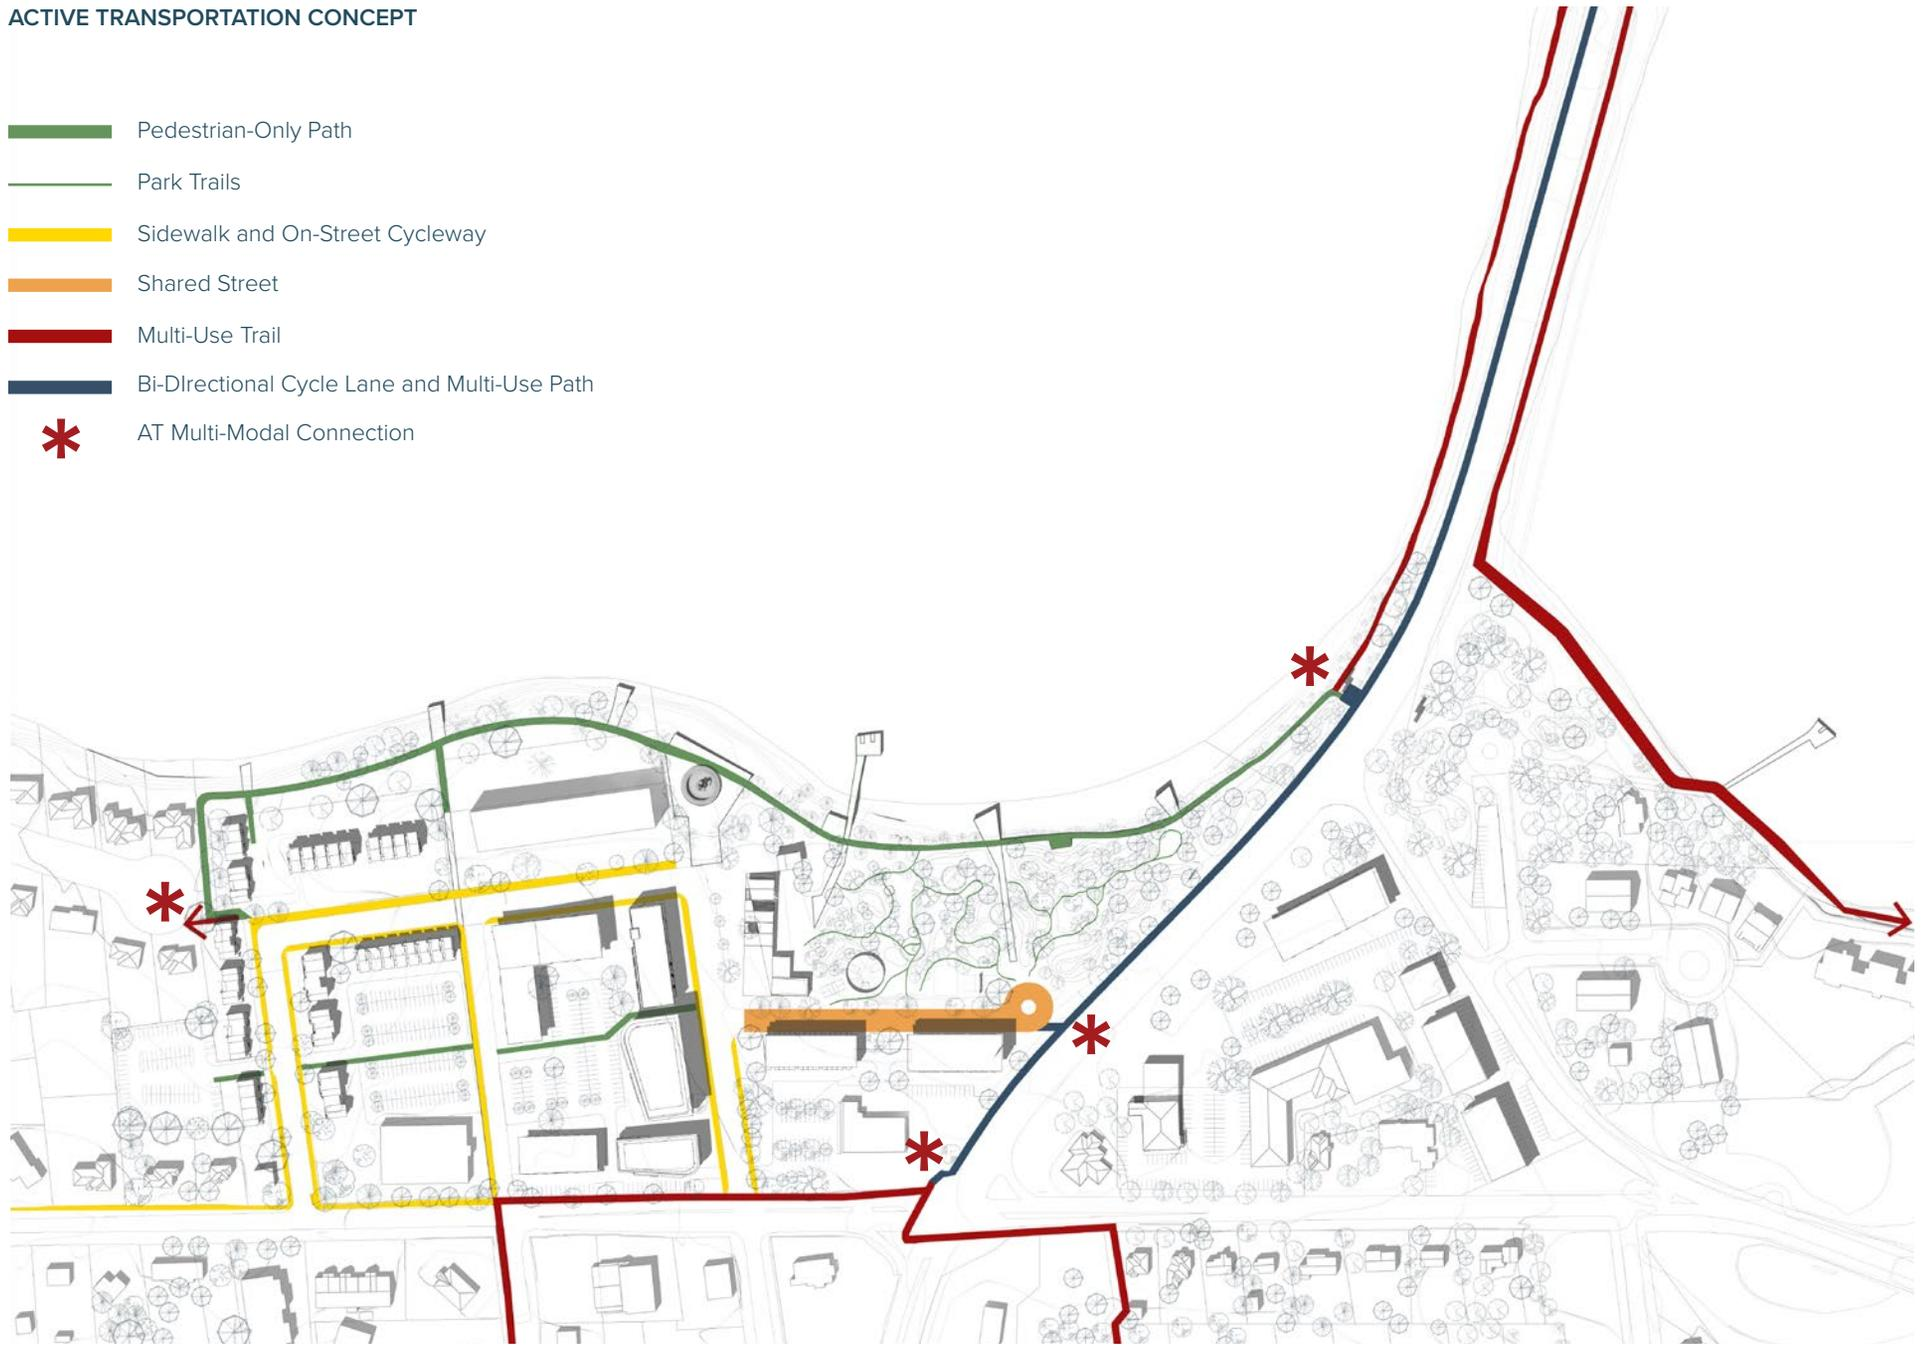 ACTIVE TRANSPORTATION CONCEPT
Pedestrian-Only Path
Park Trails
Sidewalk and On-Street Cycleway
Shared Street
Multi-Use Trail
Bi-DIrectional Cycle Lane and Multi-Use Path
AT Multi-Modal Connection